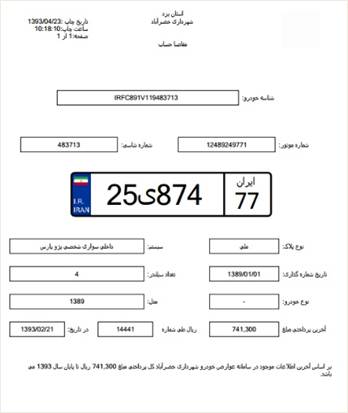 استان یزد
شهرداری خضرآباد
مفاصا حساب
تاریخ چاپ:1393/04/23
ساعت چاپ:10:18:10
صفحه:1 از 1
شناسه خودرو: IRFC891V119483713
شماره موتور: 12489249771 شماره شاسی: 483713
ایران
77
25ی874
I.R.
IRAN
نوع پلاک: ملی سیستم: داخلی سواری شخصی پژو پارس
تاریخ شماره گذاری: 1389/01/01 تعداد سیلندر: 4
نوع خودرو: - مدل: 1389
آخرین پرداختی مبلغ 741,300 ریال طی شماره 14441 در تاریخ: 1393/02/21
بر اساس آخرین اطلاعات موجود در سامانه عوارض خودرو شهرداری خضرآباد کل پرداختی مبلغ 741,300 ریال تا پایان سال 1393 می
باشد.